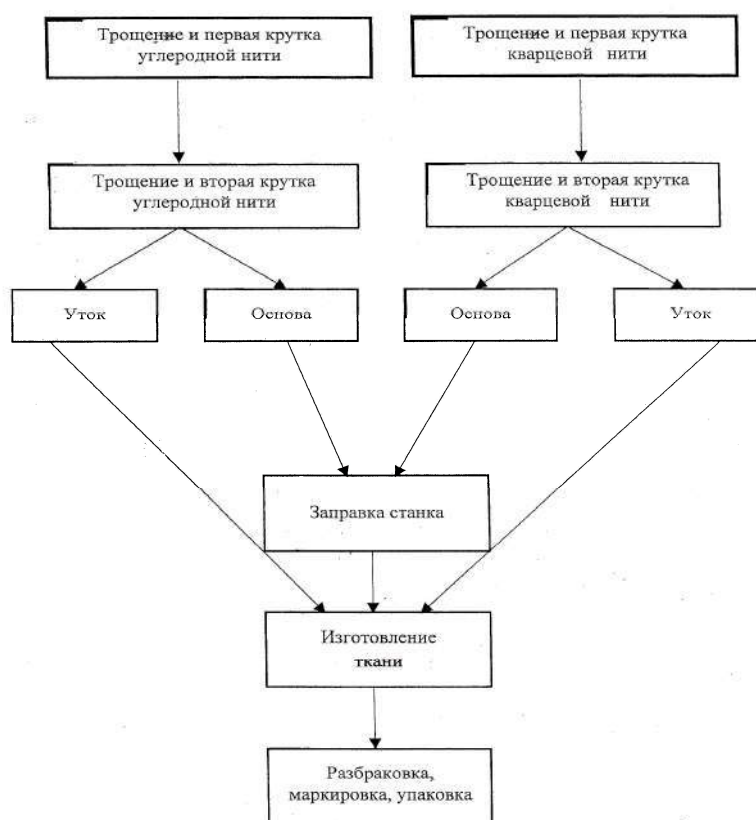 Трощение и первая крутка
углеродной нити
Трощение и первая крутка
кварцевой нити
Трощение и вторая крутка
углеродной нити
Трощение и вторая крутка
кварцевой нити
Уток
Основа
Основа
Уток
Заправка станка
Изготовление
ткани
Разбраковка,
маркировка, упаковка